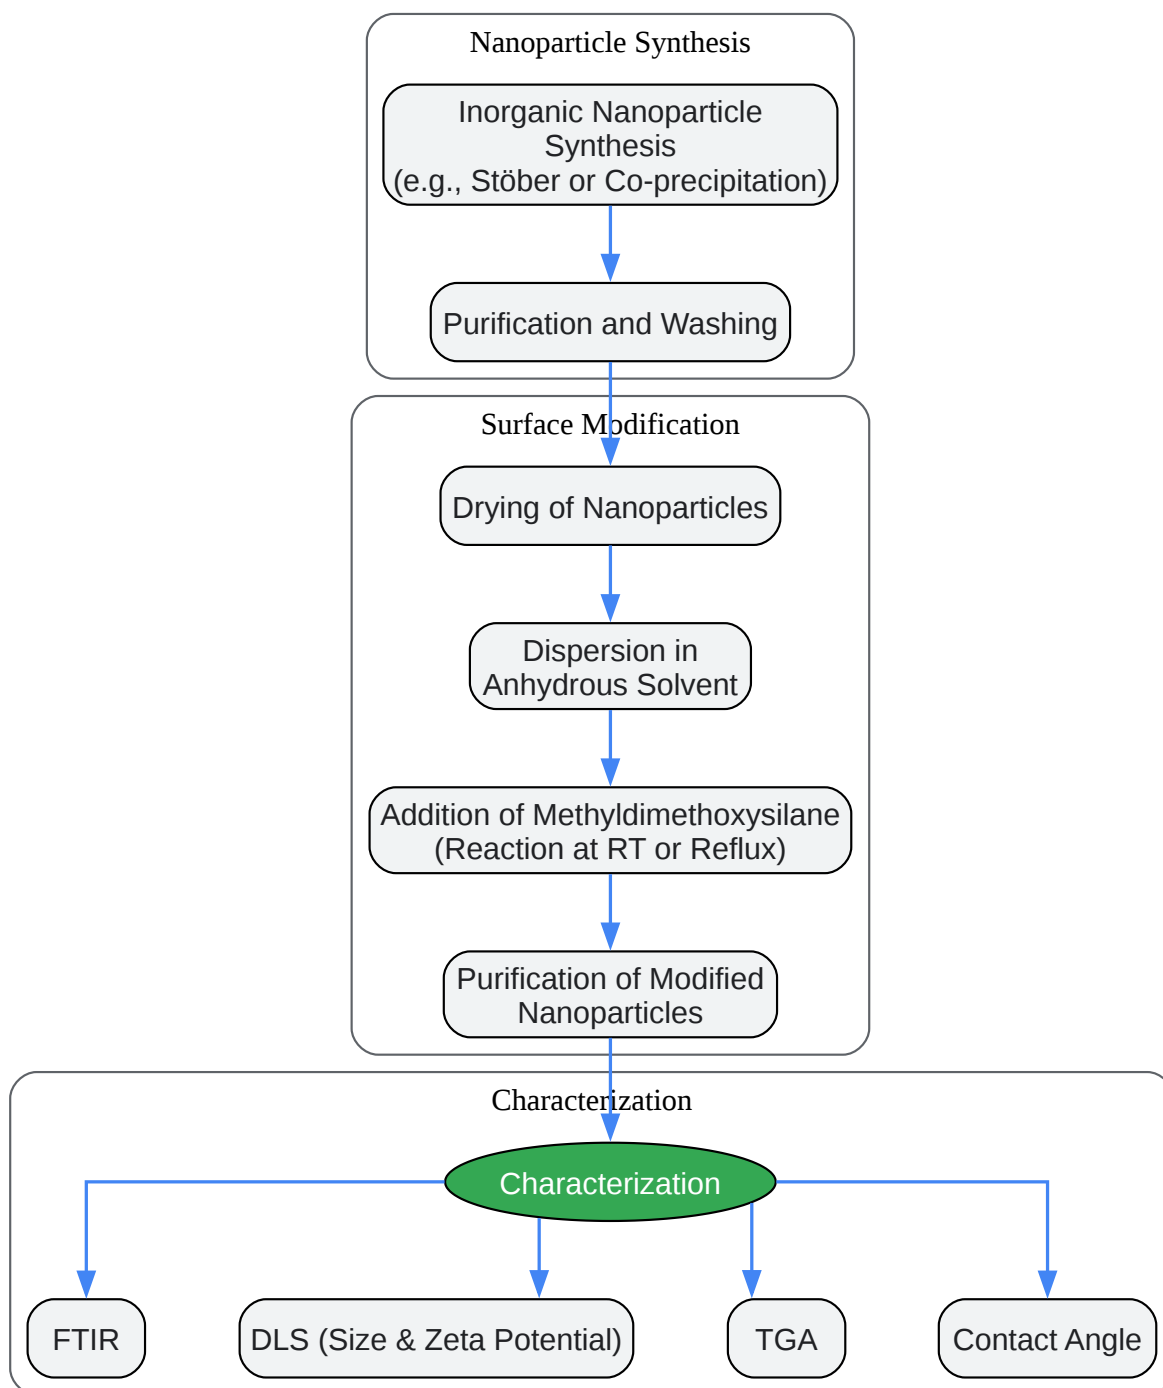 Nanoparticle Synthesis
Inorganic Nanoparticle
Synthesis
(e.g., Stöber or Co-precipitation)
Purification and Washing
Surface Modification
Drying of Nanoparticles
Dispersion in
Anhydrous Solvent
Addition of Methyldimethoxysilane
(Reaction at RT or Reflux)
Purification of Modified
Nanoparticles
Characterization
Characterization
FTIR
DLS (Size & Zeta Potential)
TGA
Contact Angle